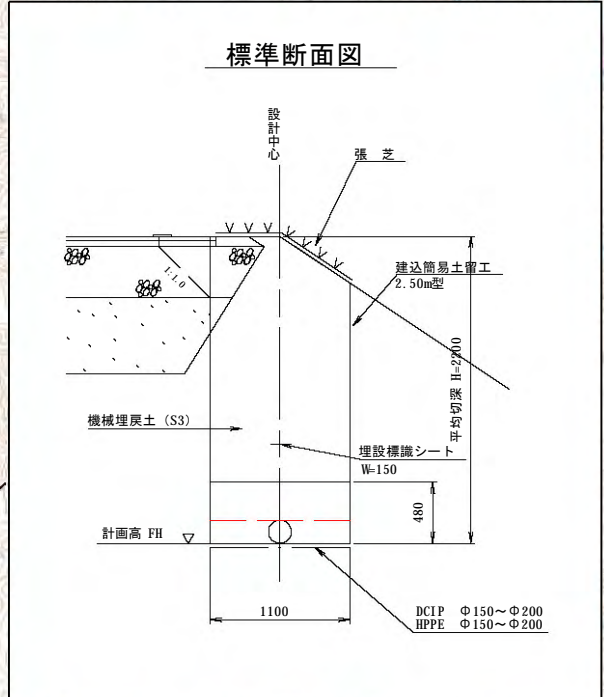 標準断面図
設計中心
張 芝
1:1.0
建込簡易土留工
2.50m型
平均切深 H=2200
機械埋戻土 (S3)
埋設標識シート
W=150
480
計画高 FH
1100
DCIP Φ150～Φ200
HPPE Φ150～Φ200